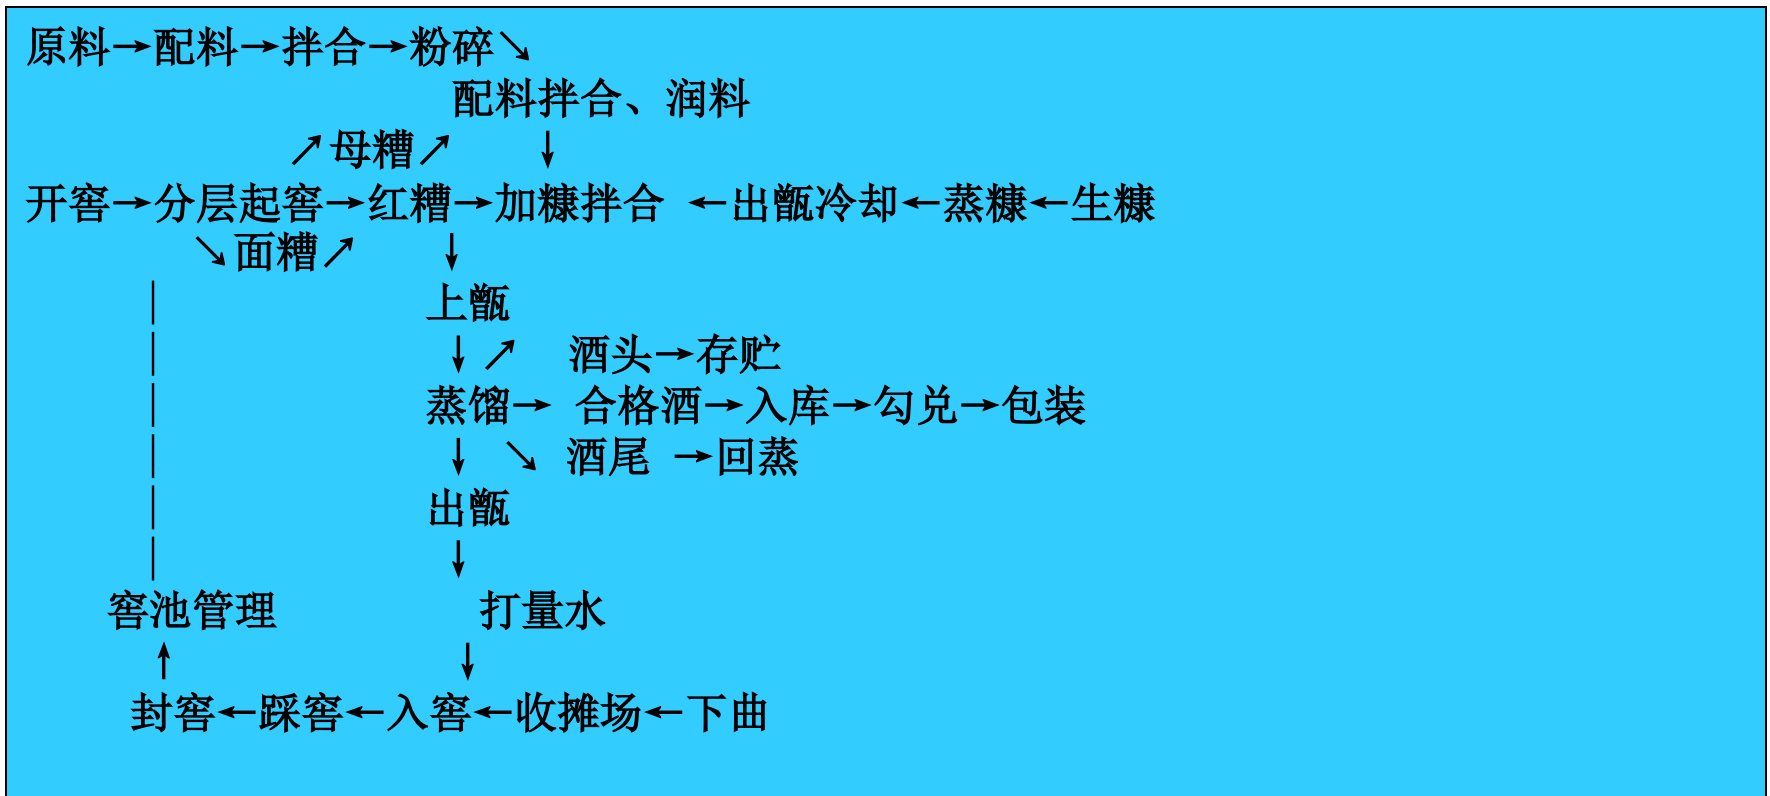 原料→配料→拌合→粉碎↘
配料拌合、润料
↗母糟↗ ↓
开窖→分层起窖→红糟→加糠拌合 ←出甑冷却←蒸糠←生糠
↘面糟↗ ↓
| 上甑
| ↓ ↗ 酒头→存贮
| 蒸馏→ 合格酒→入库→勾兑→包装
| ↓ ↘ 酒尾 →回蒸
| 出甑
| ↓
窖池管理 打量水
↑ ↓
封窖←踩窖←入窖←收摊场←下曲